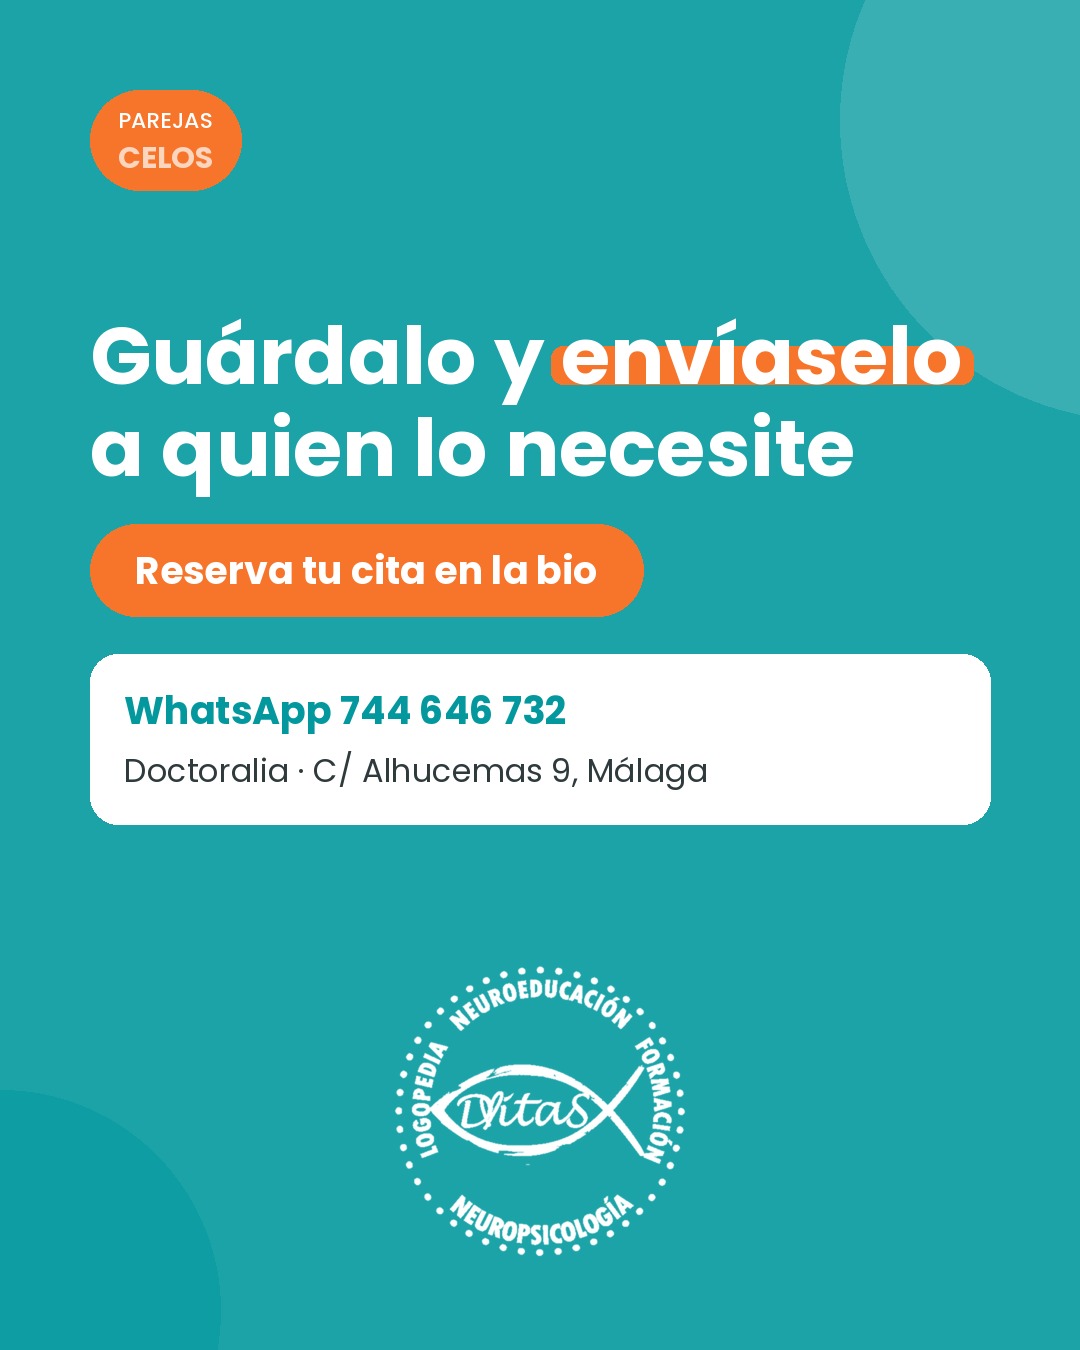 PAREJAS
CELOS
Guárdalo y envíaselo
a quien lo necesite
Reserva tu cita en la bio
WhatsApp 744 646 732
Doctoralia · C/ Alhucemas 9, Málaga
LOGOPEDIA NEUROEDUCACIÓN FORMACIÓN
DVitaS
NEUROPSICOLOGÍA